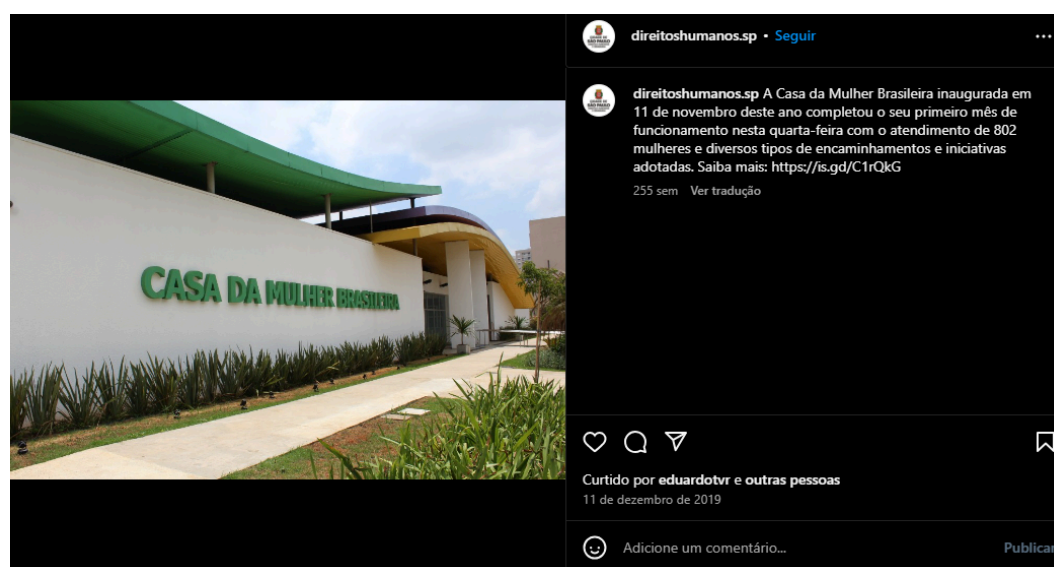 direitoshumanos.sp • Seguir
CASA DA MULHER BRASILEIRA
direitoshumanos.sp A Casa da Mulher Brasileira inaugurada em
11 de novembro deste ano completou o seu primeiro mês de
funcionamento nesta quarta-feira com o atendimento de 802
mulheres e diversos tipos de encaminhamentos e iniciativas
adotadas. Saiba mais: https://is.gd/C1rQkG
255 sem Ver tradução
Curtido por eduardotvr e outras pessoas
11 de dezembro de 2019
Adicione um comentário...
Publicar